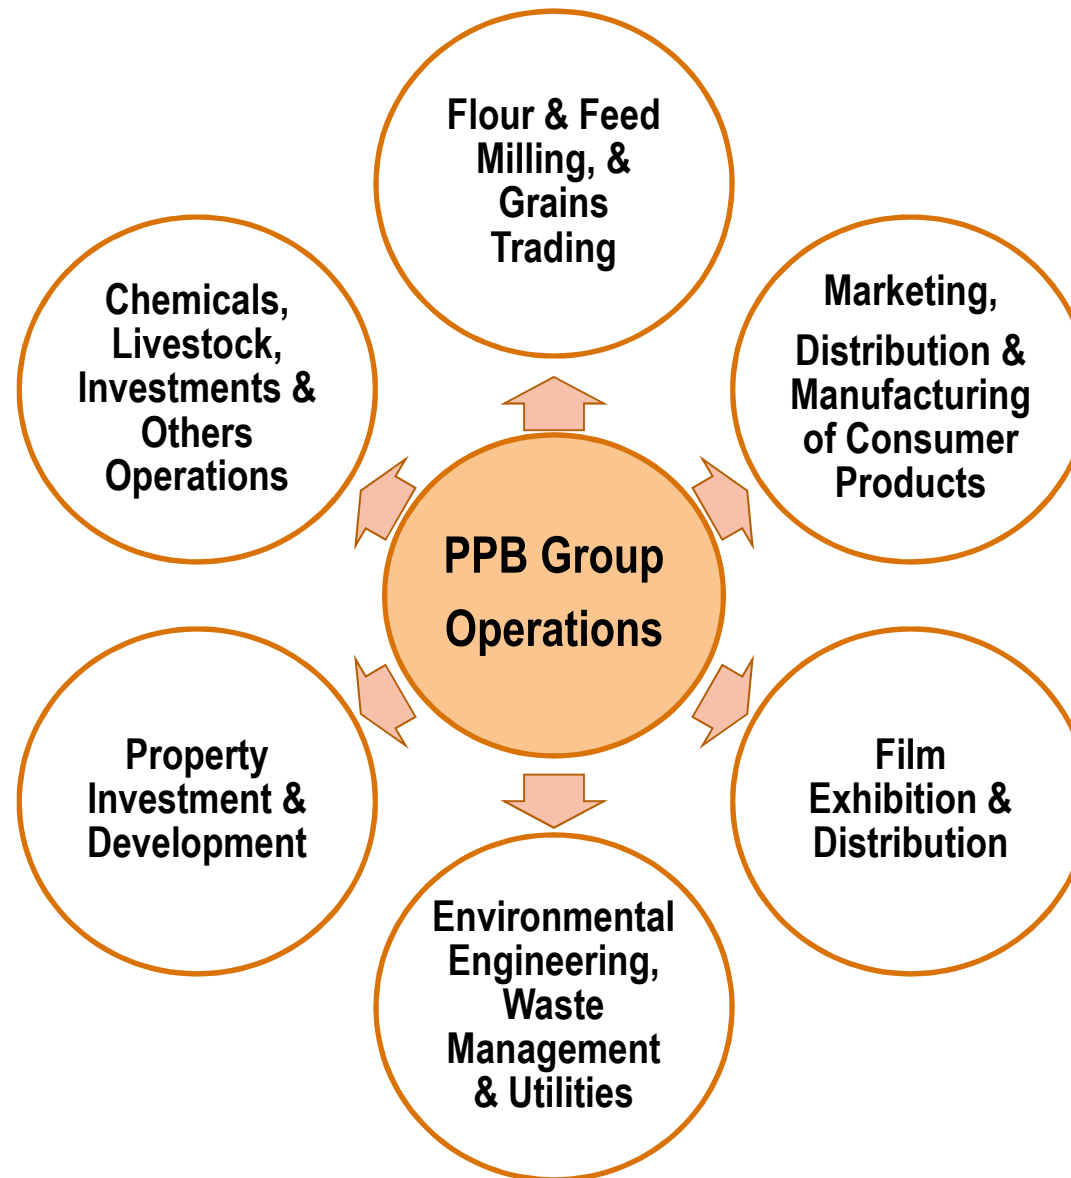 Flour & Feed
Milling, &
Grains
Trading
Marketing,
Distribution &
Manufacturing
of Consumer
Products
Film
Exhibition &
Distribution
Environmental
Engineering,
Waste
Management
& Utilities
Property
Investment &
Development
Chemicals,
Livestock,
Investments &
Others
Operations
PPB Group
Operations